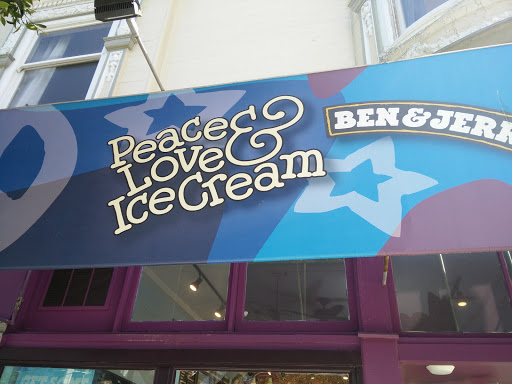 Peace &
Love
Ice Cream
BEN & JERR